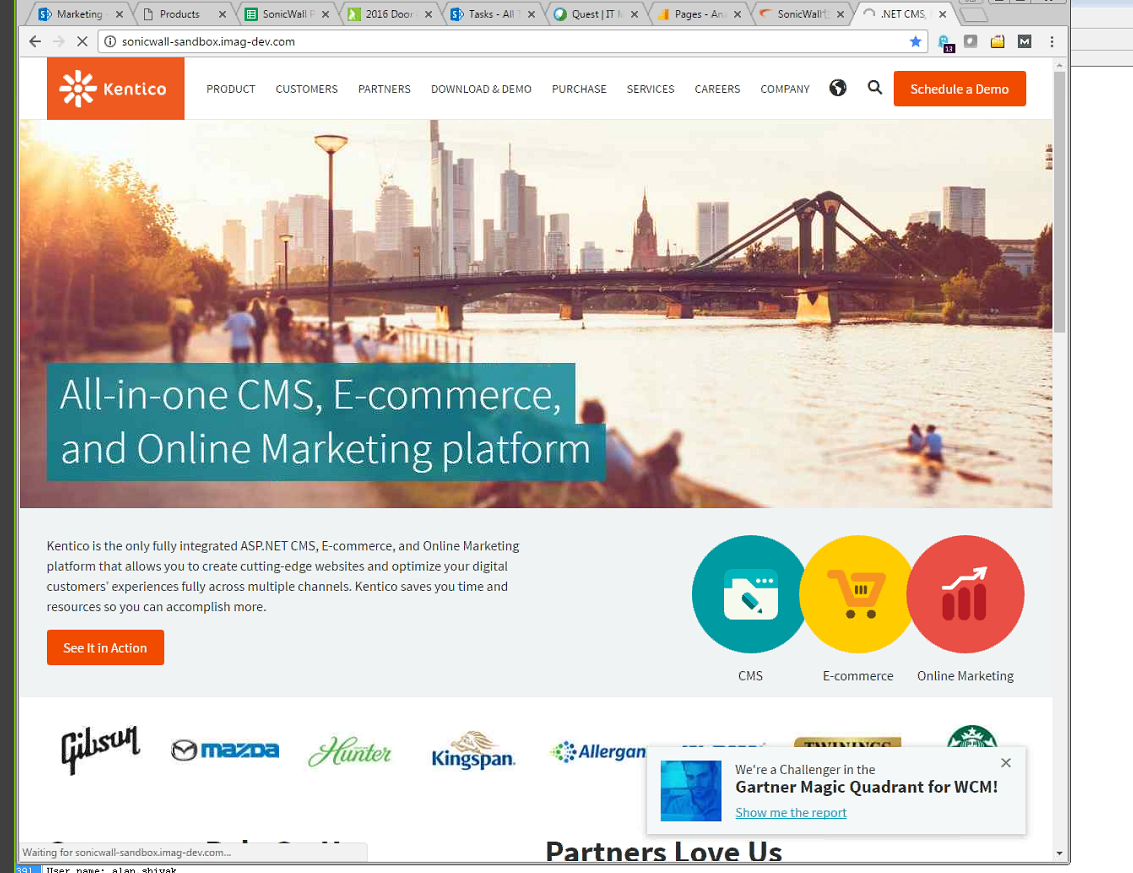 Marketing
Products
SonicWall P
2016 Door
Tasks - All T
Quest | IT M
Pages - Ana
SonicWall
.NET CMS,
sonicwall-sandbox.imag-dev.com
13
M
Kentico
PRODUCT CUSTOMERS PARTNERS DOWNLOAD & DEMO PURCHASE SERVICES CAREERS COMPANY
Schedule a Demo
All-in-one CMS, E-commerce,
and Online Marketing platform
Kentico is the only fully integrated ASP.NET CMS, E-commerce, and Online Marketing
platform that allows you to create cutting-edge websites and optimize your digital
customers' experiences fully across multiple channels. Kentico saves you time and
resources so you can accomplish more.
See It in Action
CMS E-commerce Online Marketing
Gibson mazda Hunter Kingspan. Allergan TWININGS
We're a Challenger in the
Gartner Magic Quadrant for WCM!
Show me the report
Partners Love Us
Waiting for sonicwall-sandbox.imag-dev.com...
391 User name: alan.shivak